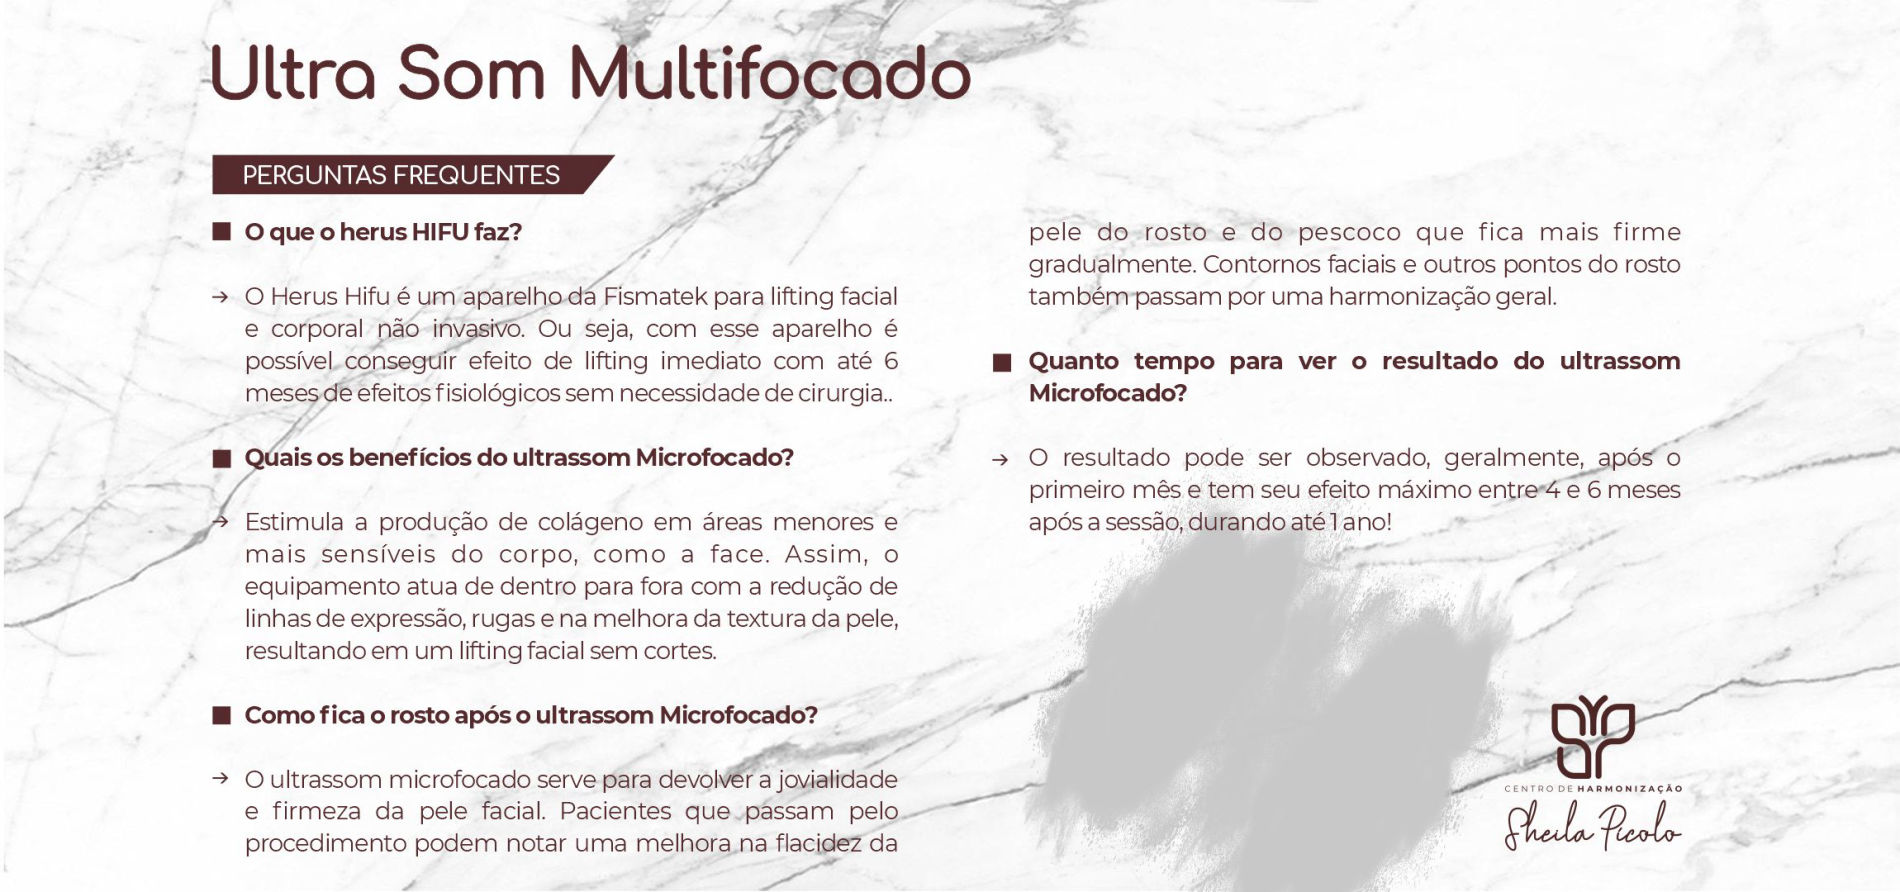 Ultra Som Multifocado
PERGUNTAS FREQUENTES
O que o herus HIFU faz?
O Herus Hifu é um aparelho da Fismatek para lifting facial
e corporal não invasivo. Ou seja, com esse aparelho é
possível conseguir efeito de lifting imediato com até 6
meses de efeitos fisiológicos sem necessidade de cirurgia..
Quais os benefícios do ultrassom Microfocado?
Estimula a produção de colágeno em áreas menores e
mais sensíveis do corpo, como a face. Assim, o
equipamento atua de dentro para fora com a redução de
linhas de expressão, rugas e na melhora da textura da pele,
resultando em um lifting facial sem cortes.
Como fica o rosto após o ultrassom Microfocado?
O ultrassom microfocado serve para devolver a jovialidade
e firmeza da pele facial. Pacientes que passam pelo
procedimento podem notar uma melhora na flacidez da
pele do rosto e do pescoco que fica mais firme
gradualmente. Contornos faciais e outros pontos do rosto
também passam por uma harmonização geral.
Quanto tempo para ver o resultado do ultrassom
Microfocado?
O resultado pode ser observado, geralmente, após o
primeiro mês e tem seu efeito máximo entre 4 e 6 meses
após a sessão, durando até 1 ano!
CENTRO DE HARMONIZAÇÃO
Sheila Picolo